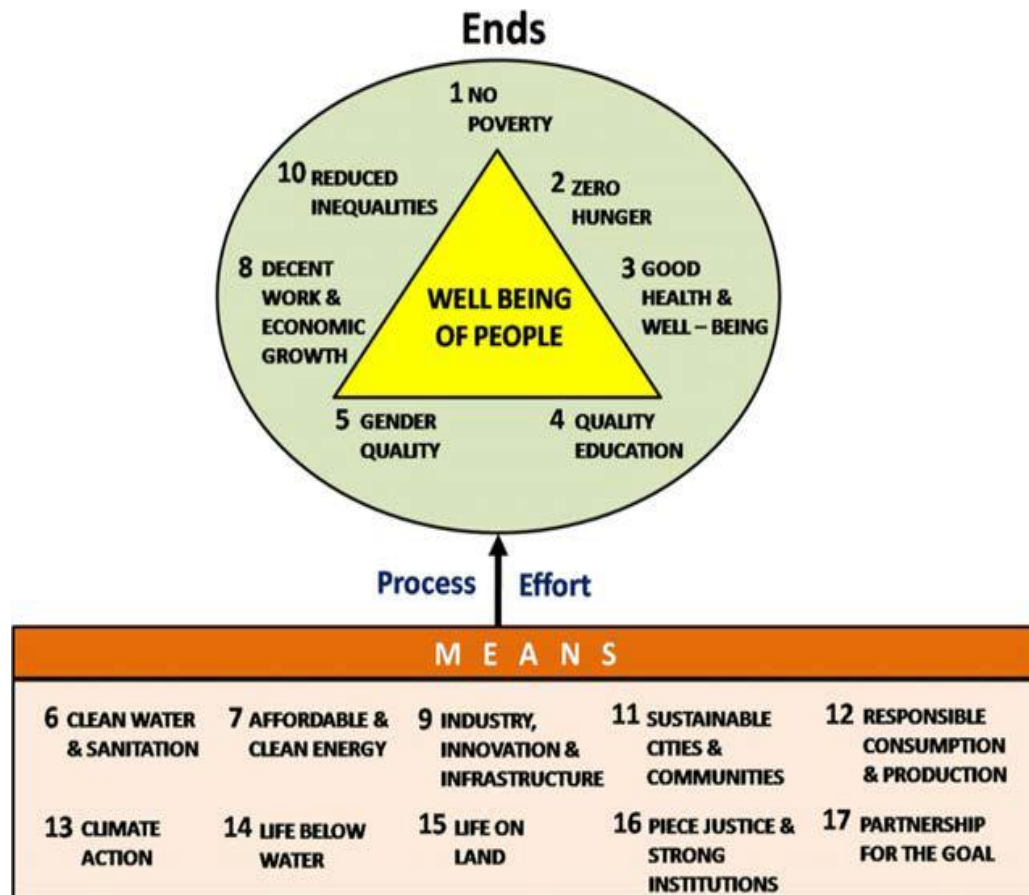 Ends
1 NO
POVERTY
10 REDUCED
INEQUALITIES
2 ZERO
HUNGER
8 DECENT
WORK &
ECONOMIC
GROWTH
WELL BEING
OF PEOPLE
3 GOOD
HEALTH &
WELL – BEING
5 GENDER
QUALITY
4 QUALITY
EDUCATION
Process Effort
MEANS
6 CLEAN WATER
& SANITATION
7 AFFORDABLE &
CLEAN ENERGY
9 INDUSTRY,
INNOVATION &
INFRASTRUCTURE
11 SUSTAINABLE
CITIES &
COMMUNITIES
12 RESPONSIBLE
CONSUMPTION
& PRODUCTION
13 CLIMATE
ACTION
14 LIFE BELOW
WATER
15 LIFE ON
LAND
16 PIECE JUSTICE &
STRONG
INSTITUTIONS
17 PARTNERSHIP
FOR THE GOAL